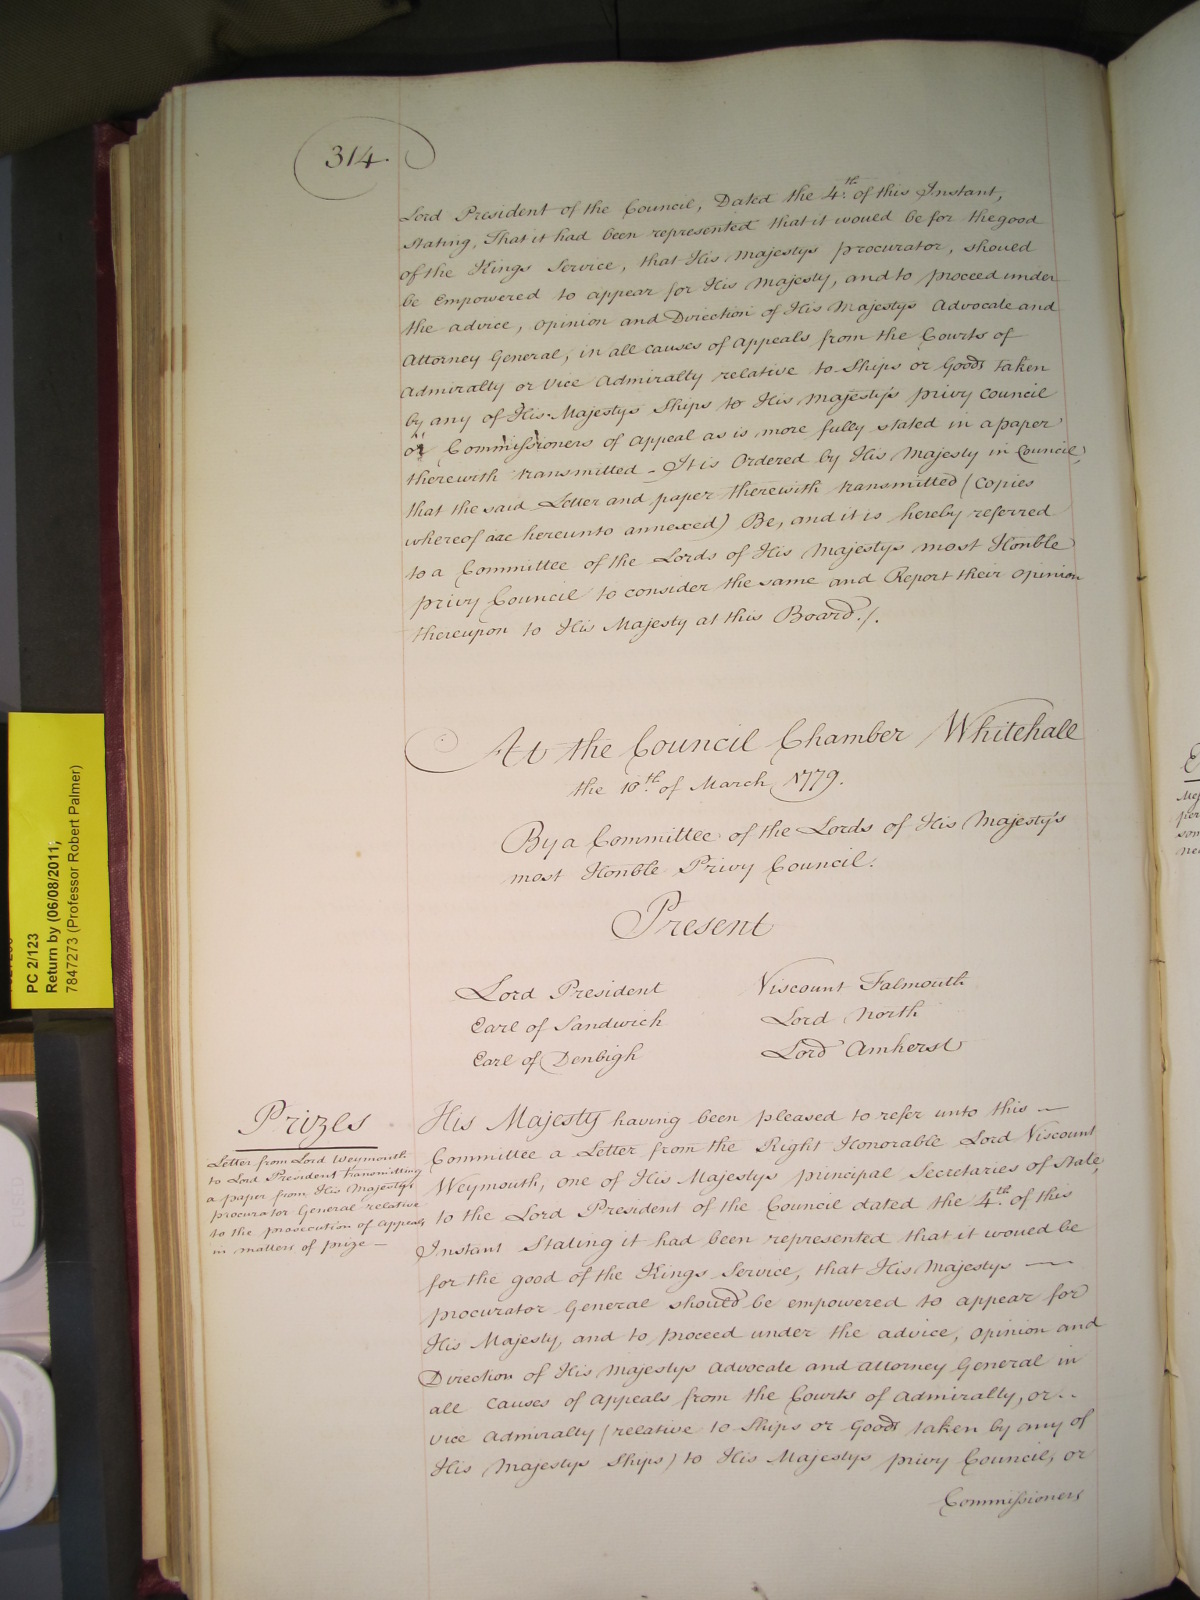 314.
Lord President of the Council, Dated the 4th. of this Instant,
Stating, That it had been represented that it would be for the good
of the Kings Service, that His Majestys Procurator, should
be Empowered to appear for His Majesty, and to proceed under
the advice, opinion and Direction of His Majestys Advocate and
Attorney General, in all causes of Appeals from the Courts of
Admiralty or Vice Admiralty relative to Ships or Goods taken
by any of His Majestys Ships to His Majestys Privy Council
or Commissioners of Appeal as is more fully stated in a paper
therewith transmitted - It is Ordered by His Majesty in Council,
that the said Letter and paper therewith transmitted (Copies
whereof are hereunto annexed) Be, and it is hereby referred
to a Committee of the Lords of His Majestys most Honble
Privy Council to consider the same and Report their opinion
thereupon to His Majesty at this Board./.
At the Council Chamber Whitehall
the 10th. of March 1779.
By a Committee of the Lords of His Majesty's
most Honble Privy Council.
Present
Lord President Viscount Falmouth
Earl of Sandwich Lord North
Earl of Denbigh Lord Amherst
Prizes
Letter from Lord Weymouth
to Lord President transmitting
a paper from His Majestys
procurator General relative
to the prosecution of Appeals
in matters of prize —
His Majesty having been pleased to refer unto this —
Committee a Letter from the Right Honorable Lord Viscount
Weymouth, one of His Majestys principal Secretaries of State,
to the Lord President of the Council dated the 4th. of this
Instant Stating it had been represented that it would be
for the good of the Kings Service, that His Majestys —
procurator General should be empowered to appear for
His Majesty, and to proceed under the advice, opinion and
Direction of His Majestys Advocate and Attorney General in
all Causes of Appeals from the Courts of Admiralty, or..
Vice Admiralty (relative to Ships or Goods taken by any of
His Majestys Ships) to His Majestys privy Council, or
Commissioners
PC 2/123
Return by (06/08/2011;
7847273 (Professor Robert Palmer)